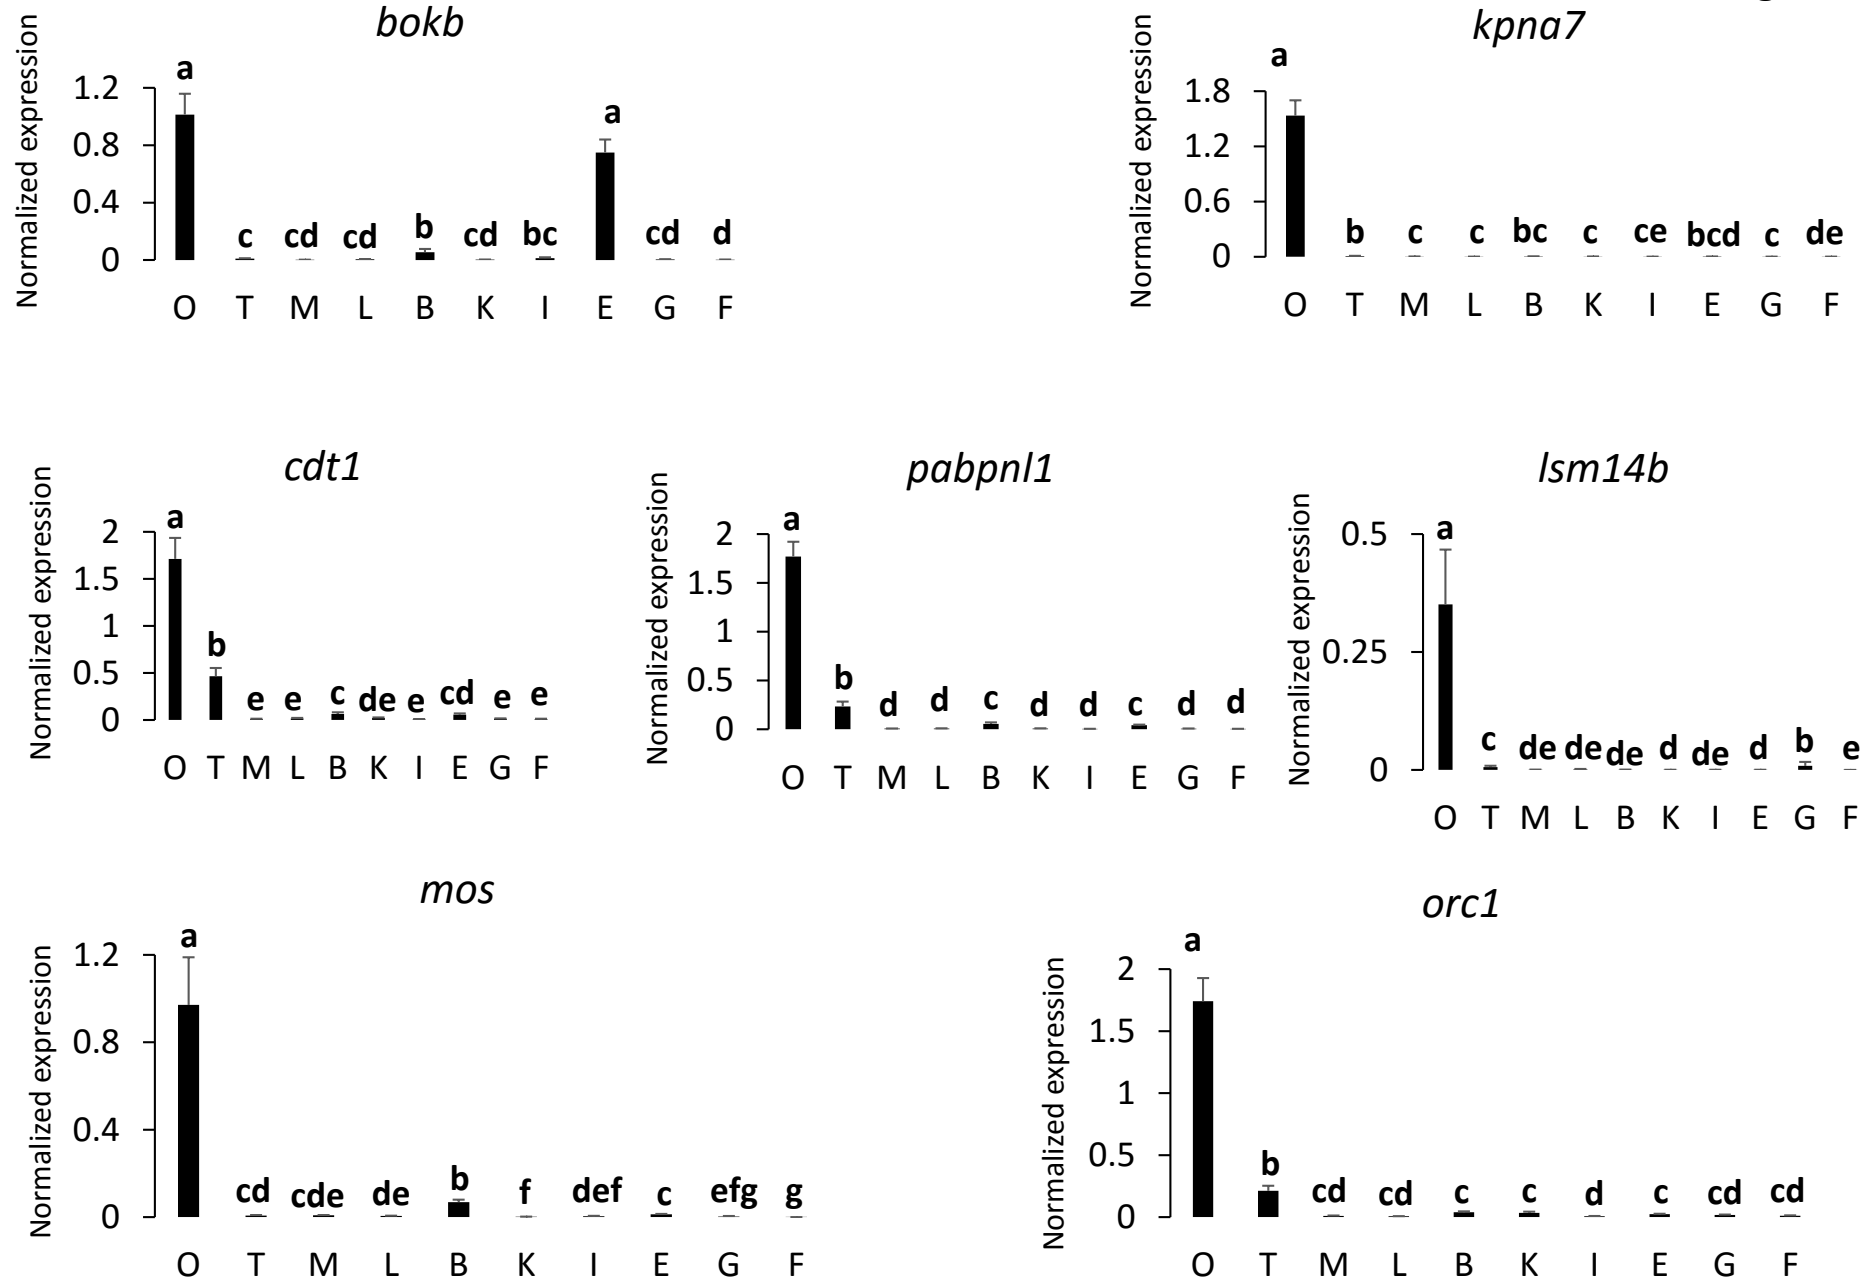 bokb
Normalized expression
1.2
0.8
0.4
0
a c cd cd b cd bc a cd d
O T M L B K I E G F
kpna7
Normalized expression
1.8
1.2
0.6
0
a b c c bc c ce bcd c de
O T M L B K I E G F
cdt1
Normalized expression
2
1.5
1
0.5
0
a b e e c de e cd e e
O T M L B K I E G F
pabpnl1
Normalized expression
2
1.5
1
0.5
0
a b d d c d d c d d
O T M L B K I E G F
lsm14b
Normalized expression
0.5
0.25
0
a c de de de d de d b e
O T M L B K I E G F
mos
Normalized expression
1.2
0.8
0.4
0
a cd cde de b f def c efg g
O T M L B K I E G F
orc1
Normalized expression
2
1.5
1
0.5
0
a b cd cd c c d c cd cd
O T M L B K I E G F